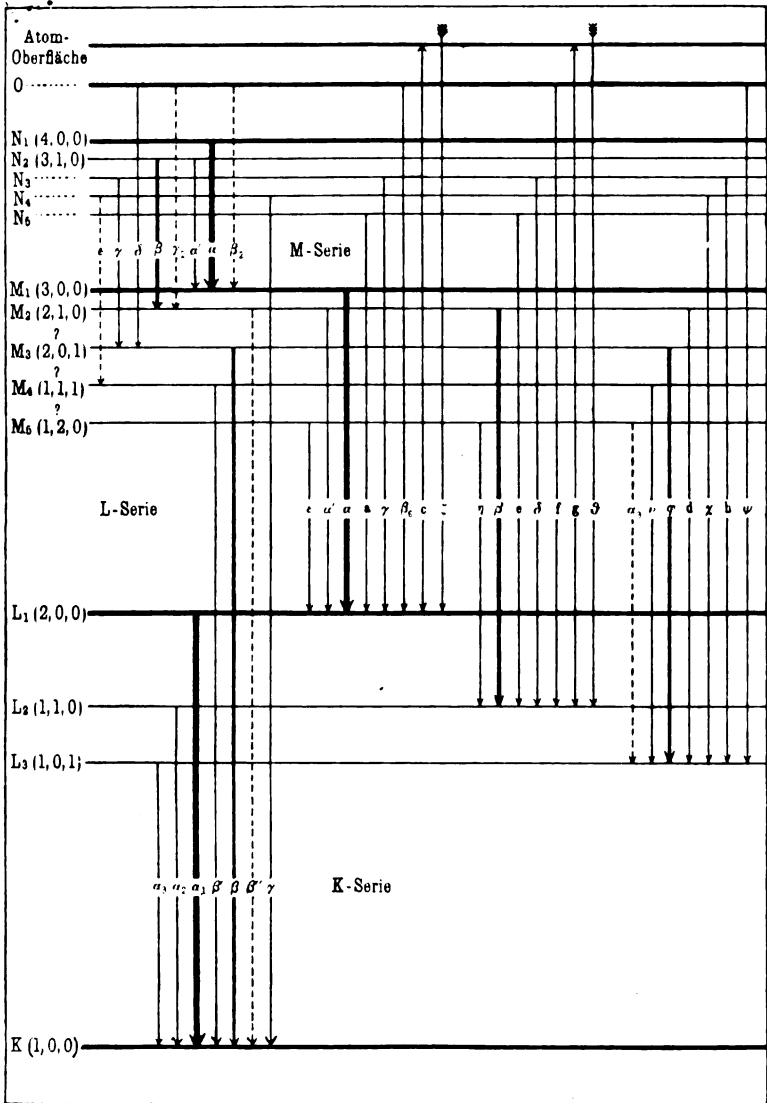 Atom-
Oberfläche
O ........
N₁ (4,0,0)
N₂ (3,1,0)
N₃ ......
N₄ ......
N₅ ......
ε γ δ β γ₂ α' α β₂ M-Serie
M₁ (3,0,0)
M₂ (2,1,0)
?
M₃ (2,0,1)
?
M₄ (1,1,1)
?
M₅ (1,2,0)
L-Serie ε α' α a γ β₆ c ζ η β e δ f g ϑ α₃ ν φ d χ h ψ
L₁ (2,0,0)
L₂ (1,1,0)
L₃ (1,0,1)
α₃ α₂ α₁ β' β β'' γ K-Serie
K (1,0,0)